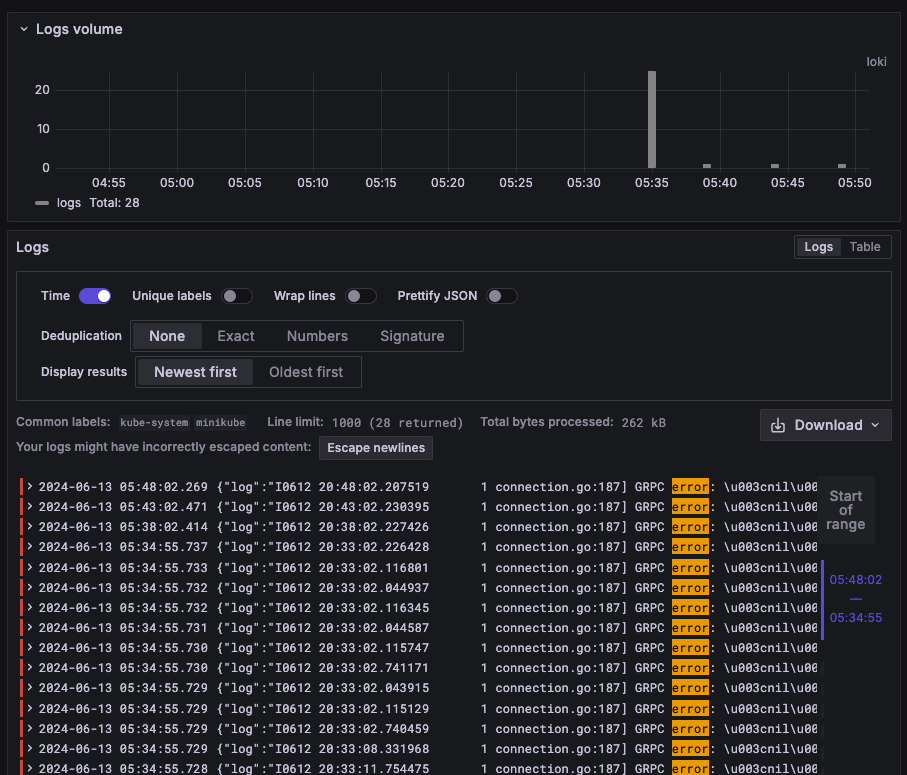 Logs volume
loki
20
10
0
04:55 05:00 05:05 05:10 05:15 05:20 05:25 05:30 05:35 05:40 05:45 05:50
logs Total: 28
Logs
Logs Table
Time Unique labels Wrap lines Prettify JSON
Deduplication None Exact Numbers Signature
Display results Newest first Oldest first
Common labels: kube-system minikube Line limit: 1000 (28 returned) Total bytes processed: 262 kB
Download
Your logs might have incorrectly escaped content: Escape newlines
2024-06-13 05:48:02.269 {"log":"I0612 20:48:02.207519 1 connection.go:187] GRPC error: \u003cnil\u00
2024-06-13 05:43:02.471 {"log":"I0612 20:43:02.230395 1 connection.go:187] GRPC error: \u003cnil\u00
2024-06-13 05:38:02.414 {"log":"I0612 20:38:02.227426 1 connection.go:187] GRPC error: \u003cnil\u00
2024-06-13 05:34:55.737 {"log":"I0612 20:33:02.226428 1 connection.go:187] GRPC error: \u003cnil\u00
2024-06-13 05:34:55.733 {"log":"I0612 20:33:02.116801 1 connection.go:187] GRPC error: \u003cnil\u00
2024-06-13 05:34:55.732 {"log":"I0612 20:33:02.044937 1 connection.go:187] GRPC error: \u003cnil\u00
2024-06-13 05:34:55.732 {"log":"I0612 20:33:02.116345 1 connection.go:187] GRPC error: \u003cnil\u00
2024-06-13 05:34:55.731 {"log":"I0612 20:33:02.044587 1 connection.go:187] GRPC error: \u003cnil\u00
2024-06-13 05:34:55.730 {"log":"I0612 20:33:02.115747 1 connection.go:187] GRPC error: \u003cnil\u00
2024-06-13 05:34:55.730 {"log":"I0612 20:33:02.741171 1 connection.go:187] GRPC error: \u003cnil\u00
2024-06-13 05:34:55.729 {"log":"I0612 20:33:02.043915 1 connection.go:187] GRPC error: \u003cnil\u00
2024-06-13 05:34:55.729 {"log":"I0612 20:33:02.115129 1 connection.go:187] GRPC error: \u003cnil\u00
2024-06-13 05:34:55.729 {"log":"I0612 20:33:02.740459 1 connection.go:187] GRPC error: \u003cnil\u00
2024-06-13 05:34:55.729 {"log":"I0612 20:33:08.331968 1 connection.go:187] GRPC error: \u003cnil\u00
2024-06-13 05:34:55.728 {"log":"I0612 20:33:11.754475 1 connection.go:187] GRPC error: \u003cnil\u00
Start
of
range
05:48:02
—
05:34:55